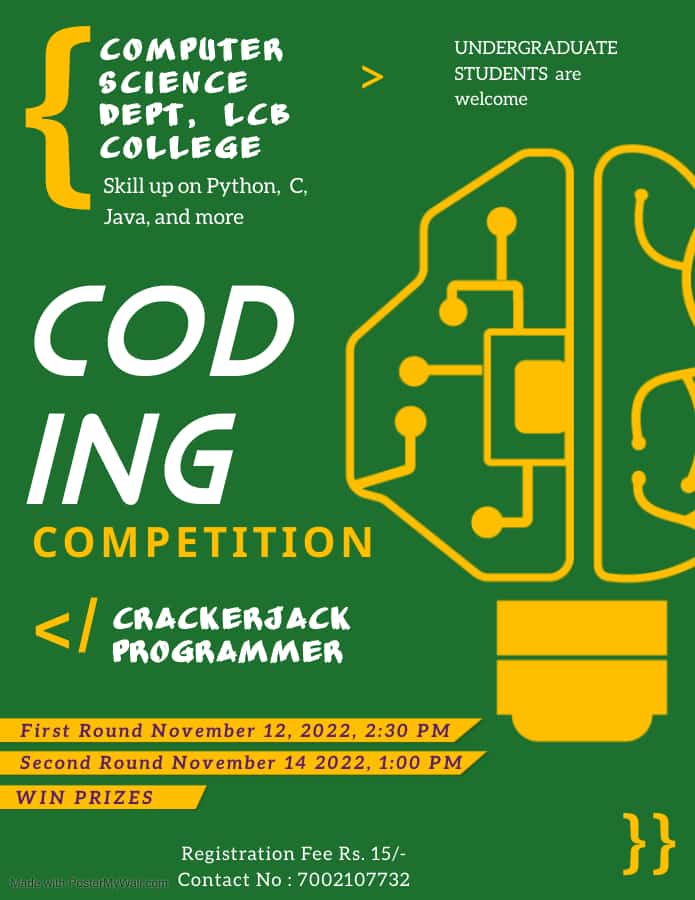 { COMPUTER
SCIENCE
DEPT, LCB
COLLEGE
Skill up on Python, C,
Java, and more
>
UNDERGRADUATE
STUDENTS are
welcome
COD
ING
COMPETITION
</ CRACKERJACK
PROGRAMMER
First Round November 12, 2022, 2:30 PM
Second Round November 14 2022, 1:00 PM
WIN PRIZES
}}
Registration Fee Rs. 15/-
Contact No : 7002107732
Made with PosterMyWall.com